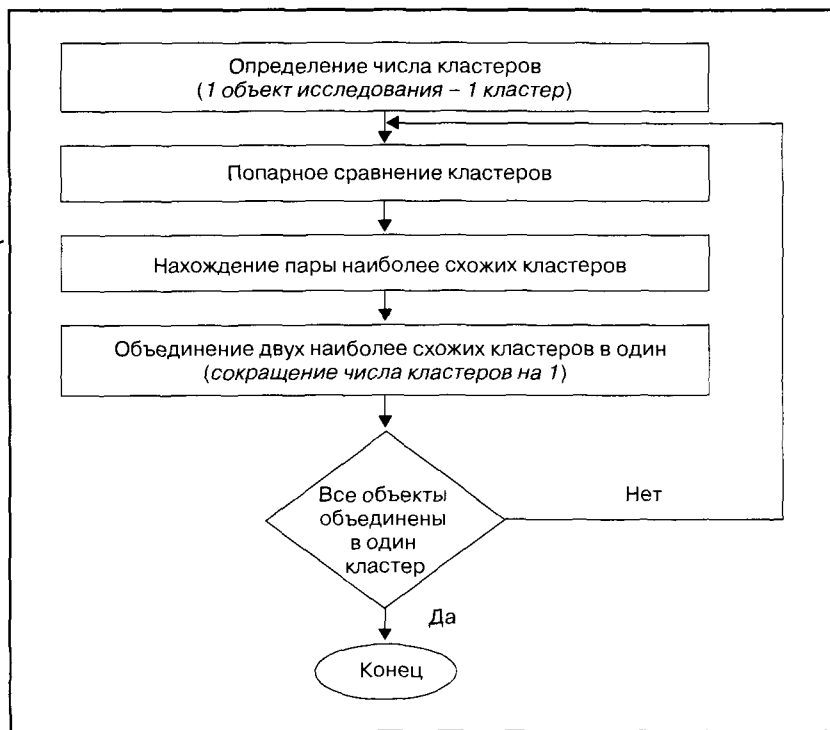 Определение числа кластеров
(1 объект исследования – 1 кластер)
Попарное сравнение кластеров
Нахождение пары наиболее схожих кластеров
Объединение двух наиболее схожих кластеров в один
(сокращение числа кластеров на 1)
Все объекты
объединены
в один
кластер
Нет
Да
Конец